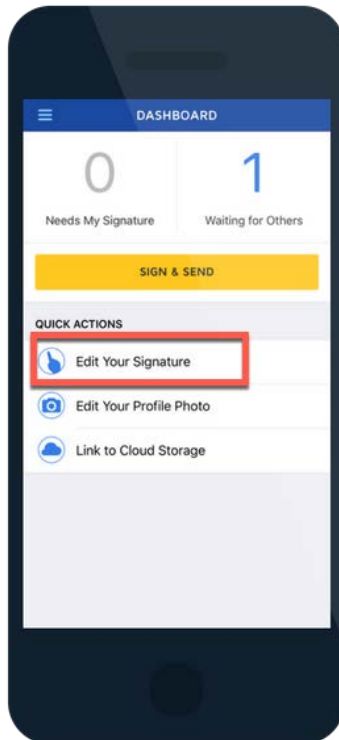 DASHBOARD
0
1
Needs My Signature
Waiting for Others
SIGN & SEND
QUICK ACTIONS
Edit Your Signature
Edit Your Profile Photo
Link to Cloud Storage